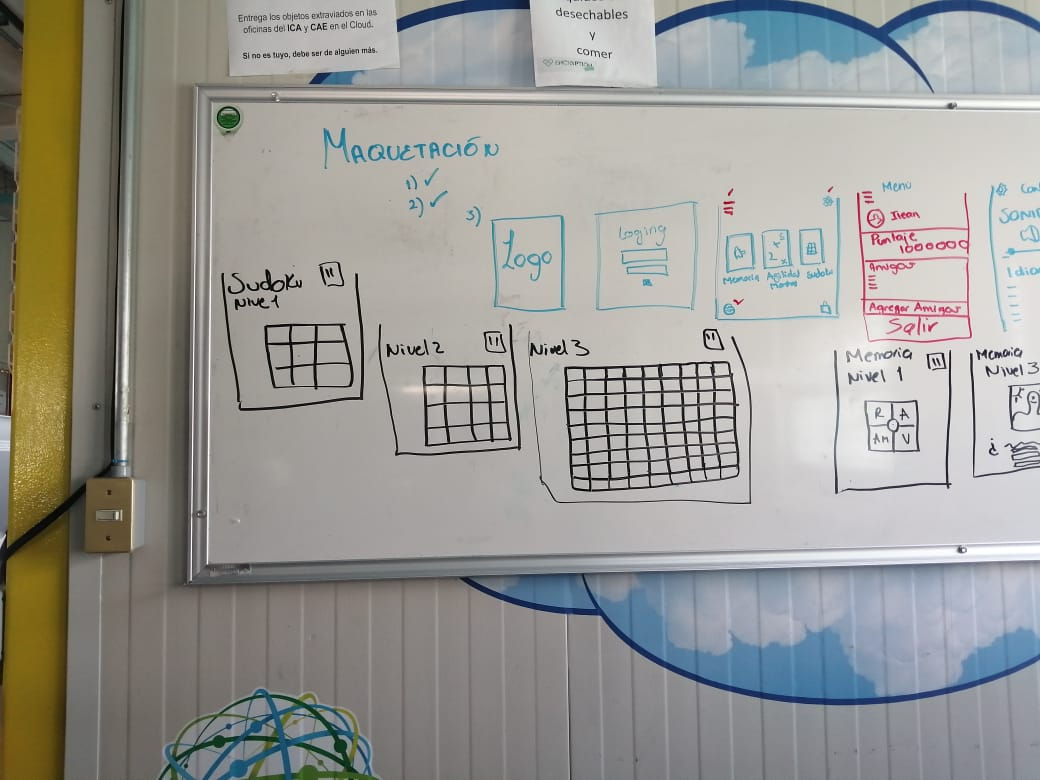 Entrega los objetos extraviados en las
oficinas del ICA y CAE en el Cloud.
Si no es tuyo, debe ser de alguien más.
desechables
y
comer
MAQUETACIÓN
1) ✓
2) ✓
3)
Logo
Loging
Memoria
Agilidad
Sudoku
Menu
Itean
Puntaje
1000000
Amigos
Agregar Amigos
Salir
Sudoku
Nivel 1
Nivel 2
Nivel 3
Memoria
Nivel 1
R A
Am V
Memoria
Nivel 3